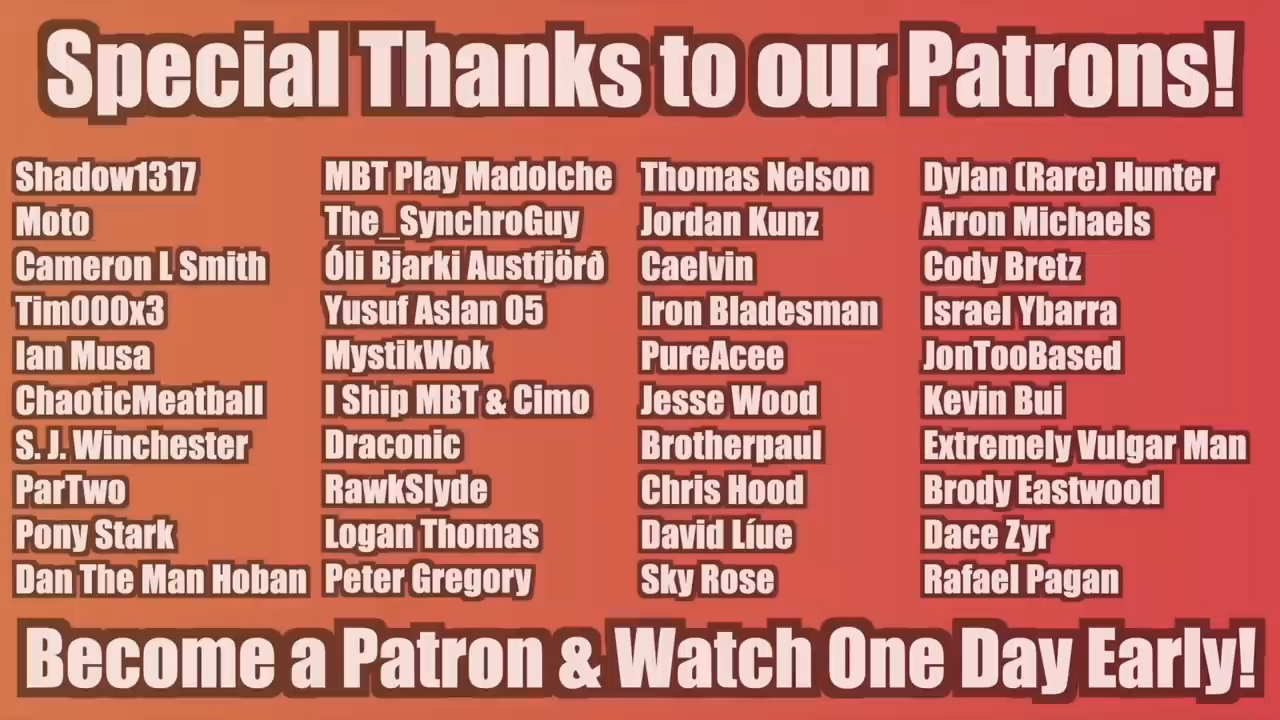 Special Thanks to our Patrons!
Shadow1317
Moto
Cameron L Smith
Tim000x3
Ian Musa
ChaoticMeatball
S. J. Winchester
ParTwo
Pony Stark
Dan The Man Hoban
MBT Play Madolche
The_SynchroGuy
Óli Bjarki Austfjörð
Yusuf Aslan 05
MystikWok
I Ship MBT & Cimo
Draconic
RawkSlyde
Logan Thomas
Peter Gregory
Thomas Nelson
Jordan Kunz
Caelvin
Iron Bladesman
PureAcee
Jesse Wood
Brotherpaul
Chris Hood
David Líue
Sky Rose
Dylan (Rare) Hunter
Arron Michaels
Cody Bretz
Israel Ybarra
JonTooBased
Kevin Bui
Extremely Vulgar Man
Brody Eastwood
Dace Zyr
Rafael Pagan
Become a Patron & Watch One Day Early!